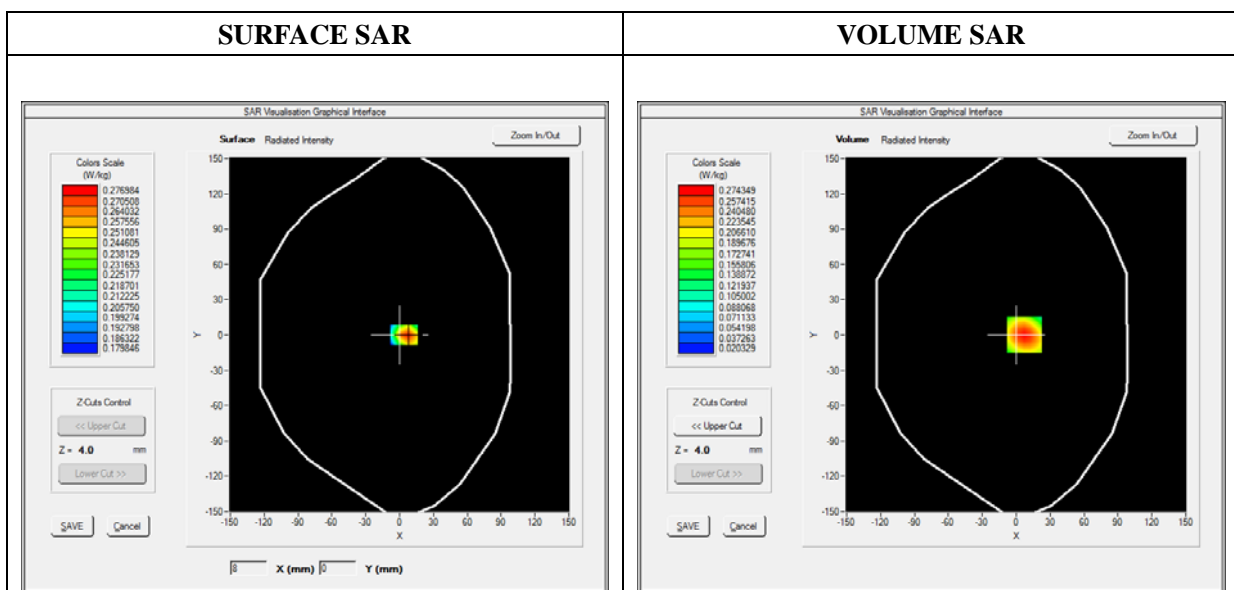 SURFACE SAR
SAR Visualisation Graphical Interface
Surface Radiated Intensity
Zoom In/Out
Colors Scale
(W/kg)
0.276984
0.270508
0.264032
0.257556
0.251081
0.244605
0.238129
0.231653
0.225177
0.218701
0.212225
0.205750
0.199274
0.192798
0.186322
0.179846
Z-Cuts Control
<< Upper Cut
Z = 4.0 mm
Lower Cut >>
SAVE Cancel
150
120
90
60
30
0
-30
-60
-90
-120
-150
Y
-150 -120 -90 -60 -30 0 30 60 90 120 150
X
8 X (mm) 0 Y (mm)
VOLUME SAR
SAR Visualisation Graphical Interface
Volume Radiated Intensity
Zoom In/Out
Colors Scale
(W/kg)
0.274349
0.257415
0.240480
0.223545
0.206610
0.189676
0.172741
0.155806
0.138872
0.121937
0.105002
0.088068
0.071133
0.054198
0.037263
0.020329
Z-Cuts Control
<< Upper Cut
Z = 4.0 mm
Lower Cut >>
SAVE Cancel
150
120
90
60
30
0
-30
-60
-90
-120
-150
Y
-150 -120 -90 -60 -30 0 30 60 90 120 150
X